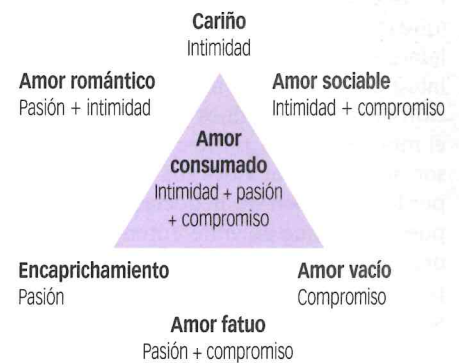 Cariño
Intimidad
Amor romántico
Pasión + intimidad
Amor sociable
Intimidad + compromiso
Amor
consumado
Intimidad + pasión
+ compromiso
Encaprichamiento
Pasión
Amor vacío
Compromiso
Amor fatuo
Pasión + compromiso